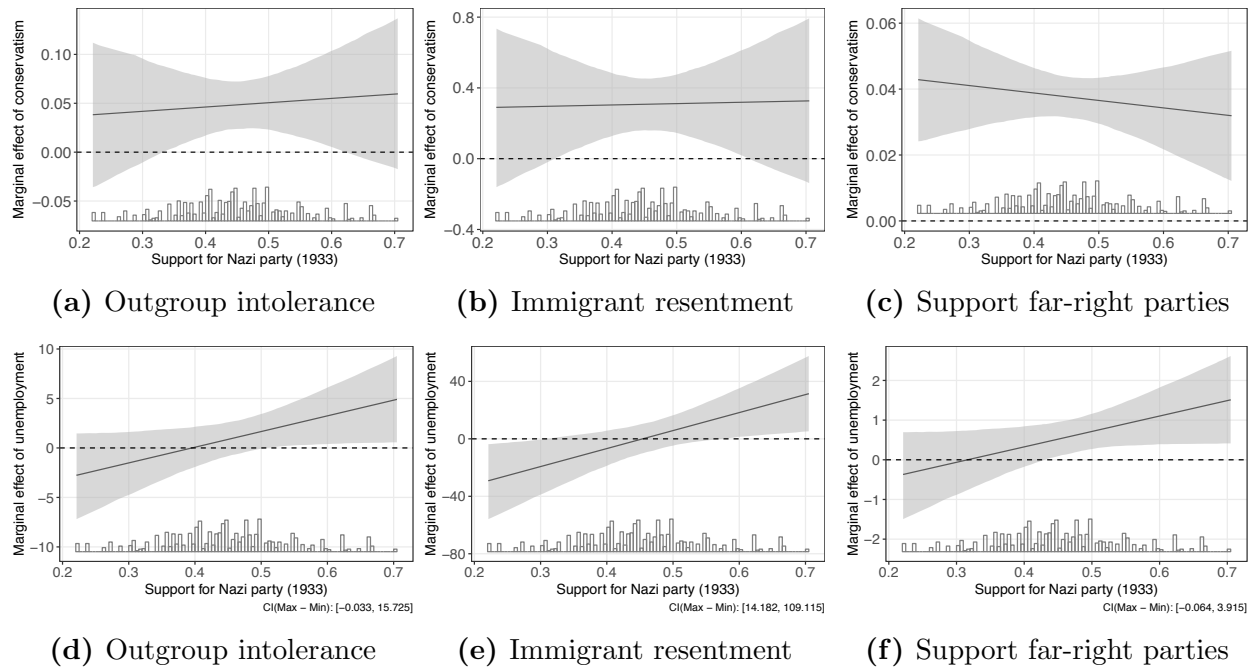 Marginal effect of conservatism
0.10
0.05
0.00
−0.05
0.2 0.3 0.4 0.5 0.6 0.7
Support for Nazi party (1933)
(a) Outgroup intolerance
Marginal effect of conservatism
0.8
0.4
0.0
−0.4
0.2 0.3 0.4 0.5 0.6 0.7
Support for Nazi party (1933)
(b) Immigrant resentment
Marginal effect of conservatism
0.06
0.04
0.02
0.00
0.2 0.3 0.4 0.5 0.6 0.7
Support for Nazi party (1933)
(c) Support far-right parties
Marginal effect of unemployment
10
5
0
−5
−10
0.2 0.3 0.4 0.5 0.6 0.7
Support for Nazi party (1933)
CI(Max − Min): [−0.033, 15.725]
(d) Outgroup intolerance
Marginal effect of unemployment
40
0
−40
−80
0.2 0.3 0.4 0.5 0.6 0.7
Support for Nazi party (1933)
CI(Max − Min): [14.182, 109.115]
(e) Immigrant resentment
Marginal effect of unemployment
2
1
0
−1
−2
0.2 0.3 0.4 0.5 0.6 0.7
Support for Nazi party (1933)
CI(Max − Min): [−0.064, 3.915]
(f) Support far-right parties